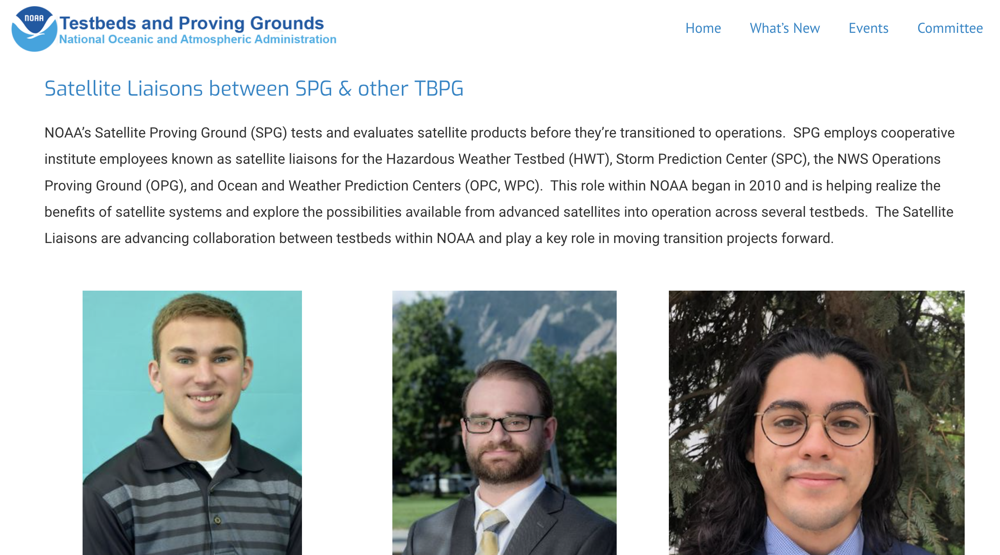 NOAA
Testbeds and Proving Grounds
National Oceanic and Atmospheric Administration
Home What’s New Events Committee
Satellite Liaisons between SPG & other TBPG
NOAA’s Satellite Proving Ground (SPG) tests and evaluates satellite products before they’re transitioned to operations.  SPG employs cooperative
institute employees known as satellite liaisons for the Hazardous Weather Testbed (HWT), Storm Prediction Center (SPC), the NWS Operations
Proving Ground (OPG), and Ocean and Weather Prediction Centers (OPC, WPC).  This role within NOAA began in 2010 and is helping realize the
benefits of satellite systems and explore the possibilities available from advanced satellites into operation across several testbeds.  The Satellite
Liaisons are advancing collaboration between testbeds within NOAA and play a key role in moving transition projects forward.